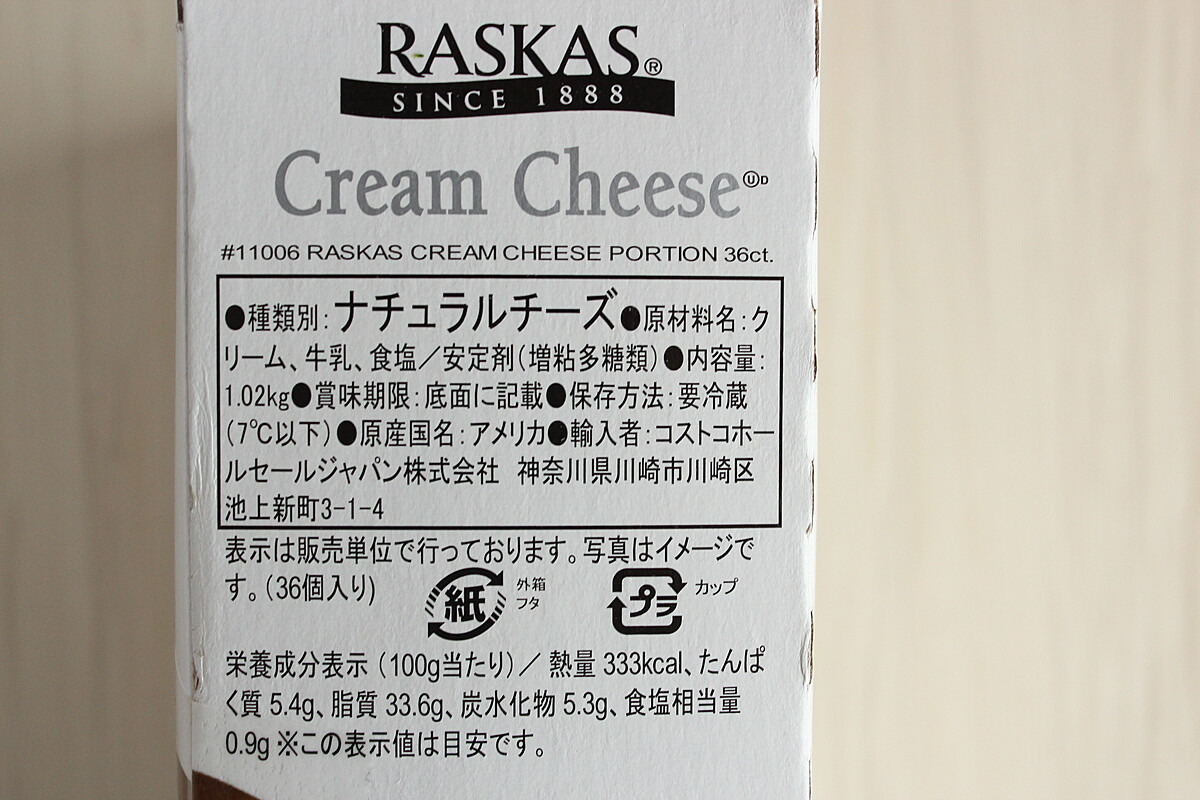 RASKAS®
SINCE 1888
Cream Cheese ⓊD
#11006 RASKAS CREAM CHEESE PORTION 36ct.
●種類別:ナチュラルチーズ●原材料名:ク
リーム、牛乳、食塩／安定剤(増粘多糖類)●内容量:
1.02kg●賞味期限:底面に記載●保存方法:要冷蔵
(7℃以下)●原産国名:アメリカ●輸入者:コストコホー
ルセールジャパン株式会社 神奈川県川崎市川崎区
池上新町3-1-4
表示は販売単位で行っております。写真はイメージで
す。(36個入り)
紙 外箱
フタ
プラ カップ
栄養成分表示(100g当たり)／熱量 333kcal、たんぱ
く質 5.4g、脂質 33.6g、炭水化物 5.3g、食塩相当量
0.9g ※この表示値は目安です。